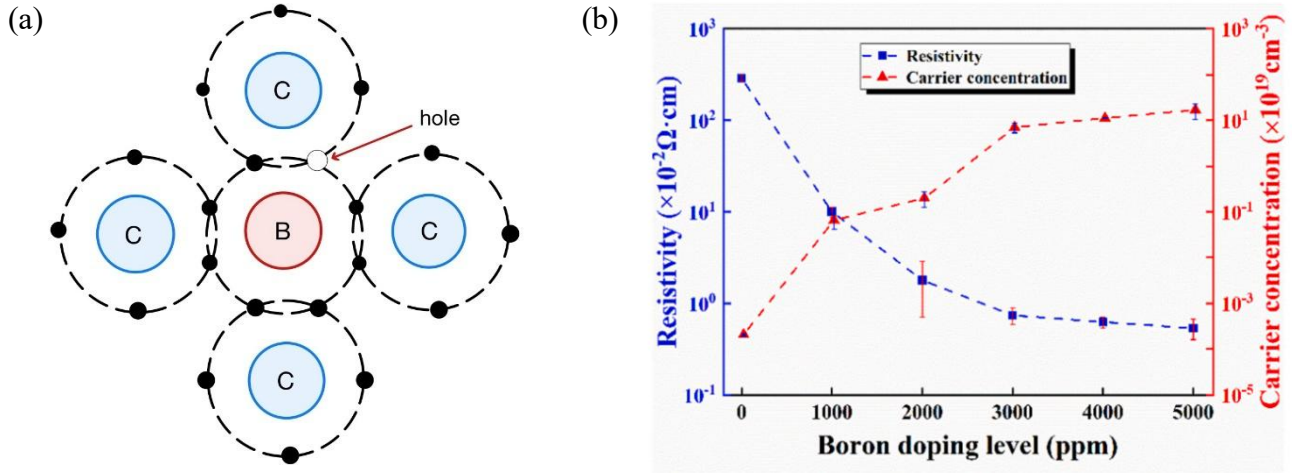 (a)
C
hole
C
B
C
C
(b)
Resistivity
Carrier concentration
Resistivity (×10⁻²Ω·cm)
10³
10²
10¹
10⁰
10⁻¹
Carrier concentration (×10¹⁹cm⁻³)
10³
10¹
10⁻¹
10⁻³
10⁻⁵
0 1000 2000 3000 4000 5000
Boron doping level (ppm)